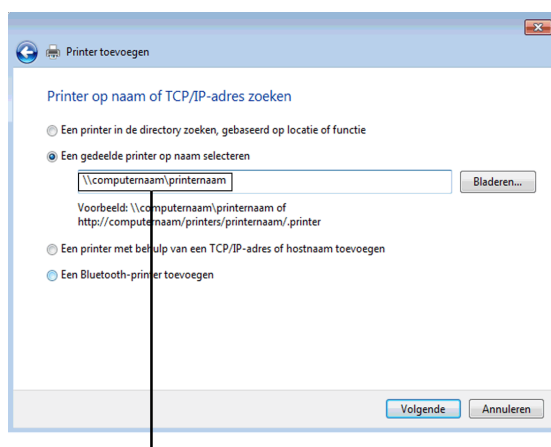 Printer toevoegen
Printer op naam of TCP/IP-adres zoeken
Een printer in de directory zoeken, gebaseerd op locatie of functie
Een gedeelde printer op naam selecteren
\\computernaam\printernaam
Bladeren...
Voorbeeld: \\computernaam\printernaam of
http://computernaam/printers/printernaam/.printer
Een printer met behulp van een TCP/IP-adres of hostnaam toevoegen
Een Bluetooth-printer toevoegen
Volgende
Annuleren